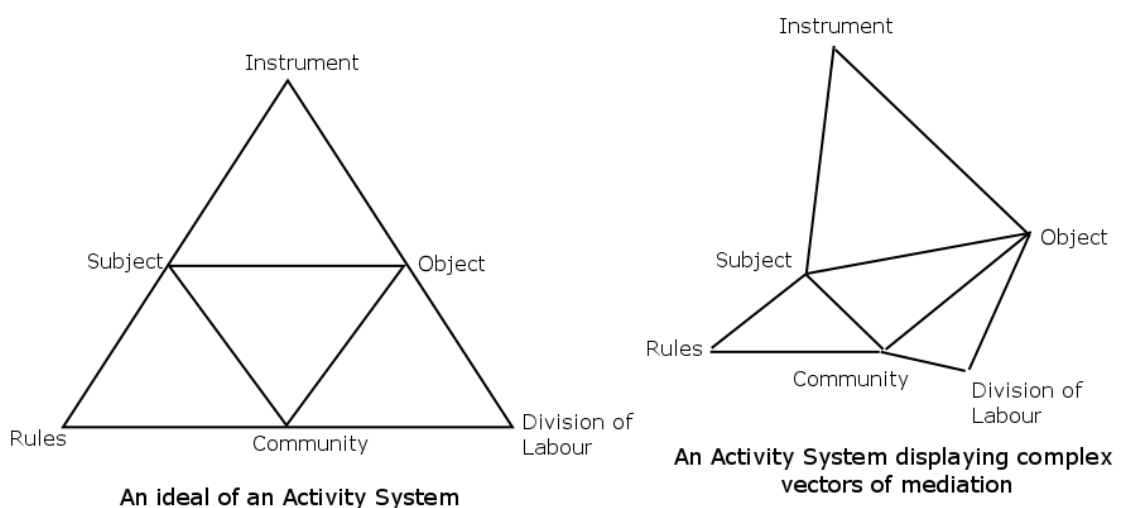 Instrument
Subject
Object
Rules
Community
Division of
Labour
An ideal of an Activity System
Instrument
Object
Subject
Rules
Community
Division of
Labour
An Activity System displaying complex
vectors of mediation